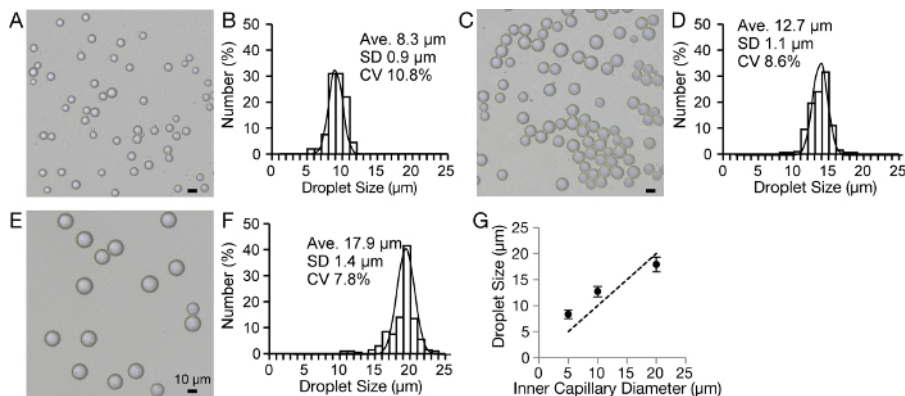 A
B
Number (%)
50
40
30
20
10
0
Ave. 8.3 µm
SD 0.9 µm
CV 10.8%
0 5 10 15 20 25
Droplet Size (µm)
C
D
Number (%)
50
40
30
20
10
0
Ave. 12.7 µm
SD 1.1 µm
CV 8.6%
0 5 10 15 20 25
Droplet Size (µm)
E
10 µm
F
Number (%)
50
40
30
20
10
0
Ave. 17.9 µm
SD 1.4 µm
CV 7.8%
0 5 10 15 20 25
Droplet Size (µm)
G
Droplet Size (µm)
25
20
15
10
5
0
0 5 10 15 20 25
Inner Capillary Diameter (µm)